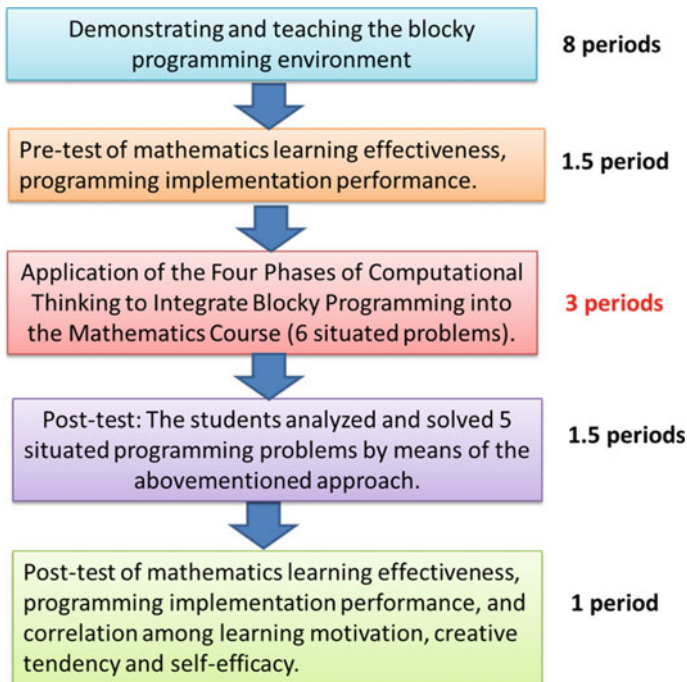 Demonstrating and teaching the blocky
programming environment
8 periods
Pre-test of mathematics learning effectiveness,
programming implementation performance.
1.5 period
Application of the Four Phases of Computational
Thinking to Integrate Blocky Programming into
the Mathematics Course (6 situated problems).
3 periods
Post-test: The students analyzed and solved 5
situated programming problems by means of the
abovementioned approach.
1.5 periods
Post-test of mathematics learning effectiveness,
programming implementation performance, and
correlation among learning motivation, creative
tendency and self-efficacy.
1 period